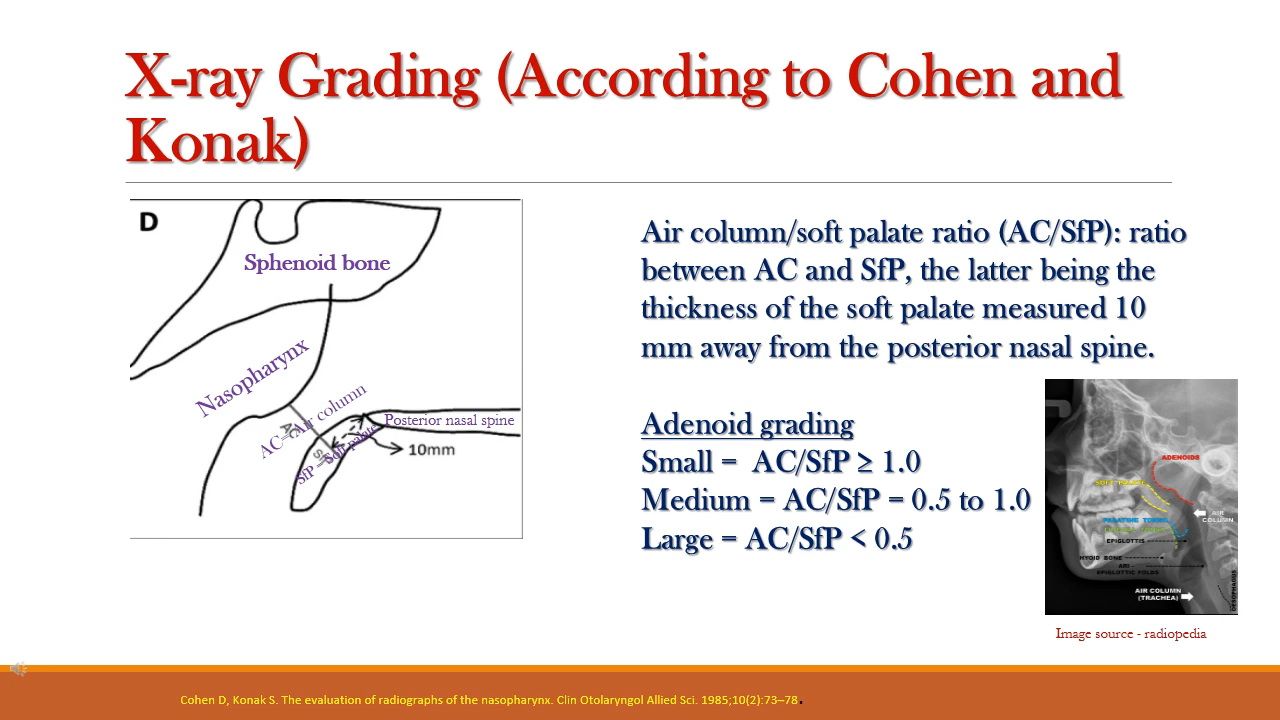 X-ray Grading (According to Cohen and
Konak)
D
Sphenoid bone
Nasopharynx
AC= Air column
AC
SfP = Soft palate
Posterior nasal spine
10mm
Air column/soft palate ratio (AC/SfP): ratio
between AC and SfP, the latter being the
thickness of the soft palate measured 10
mm away from the posterior nasal spine.
Adenoid grading
Small = AC/SfP ≥ 1.0
Medium = AC/SfP = 0.5 to 1.0
Large = AC/SfP < 0.5
ADENOIDS
SOFT PALATE
AIR
COLUMN
PALATINE TONSIL
EPIGLOTTIS
HYOID BONE
ARI -
EPIGLOTTIC FOLDS
AIR COLUMN
(TRACHEA)
OESOPHAGUS
Image source - radiopedia
Cohen D, Konak S. The evaluation of radiographs of the nasopharynx. Clin Otolaryngol Allied Sci. 1985;10(2):73–78.